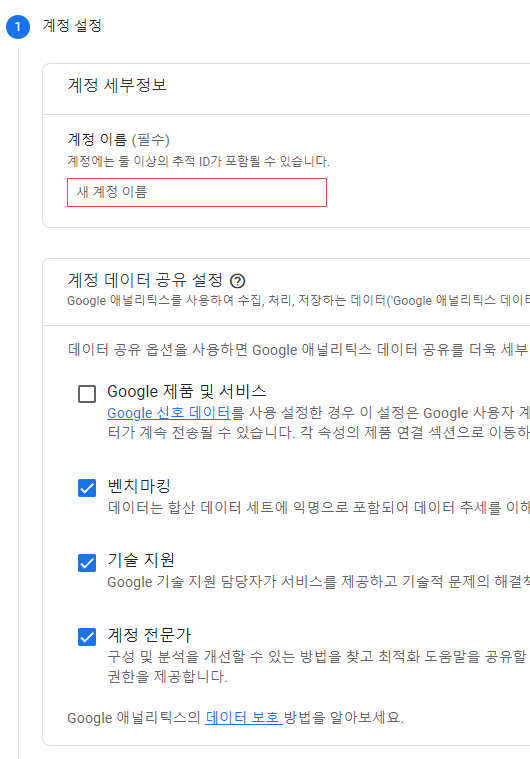 1 계정 설정
계정 세부정보
계정 이름 (필수)
계정에는 둘 이상의 추적 ID가 포함될 수 있습니다.
새 계정 이름
계정 데이터 공유 설정 ?
Google 애널리틱스를 사용하여 수집, 처리, 저장하는 데이터('Google 애널리틱스 데이터
데이터 공유 옵션을 사용하면 Google 애널리틱스 데이터 공유를 더욱 세부
Google 제품 및 서비스
Google 신호 데이터를 사용 설정한 경우 이 설정은 Google 사용자 계
터가 계속 전송될 수 있습니다. 각 속성의 제품 연결 섹션으로 이동하
벤치마킹
데이터는 합산 데이터 세트에 익명으로 포함되어 데이터 추세를 이해
기술 지원
Google 기술 지원 담당자가 서비스를 제공하고 기술적 문제의 해결책
계정 전문가
구성 및 분석을 개선할 수 있는 방법을 찾고 최적화 도움말을 공유할
권한을 제공합니다.
Google 애널리틱스의 데이터 보호 방법을 알아보세요.